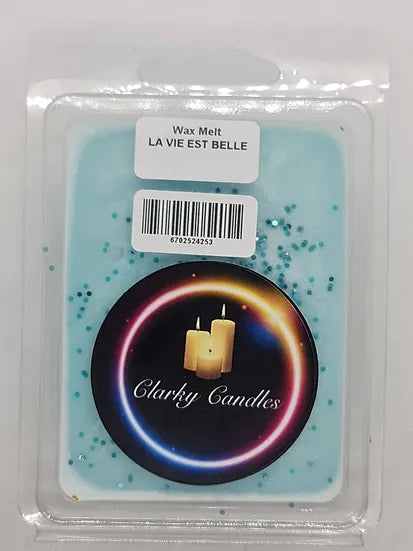 Wax Melt
LA VIE EST BELLE
6702524253
Clarky Candles